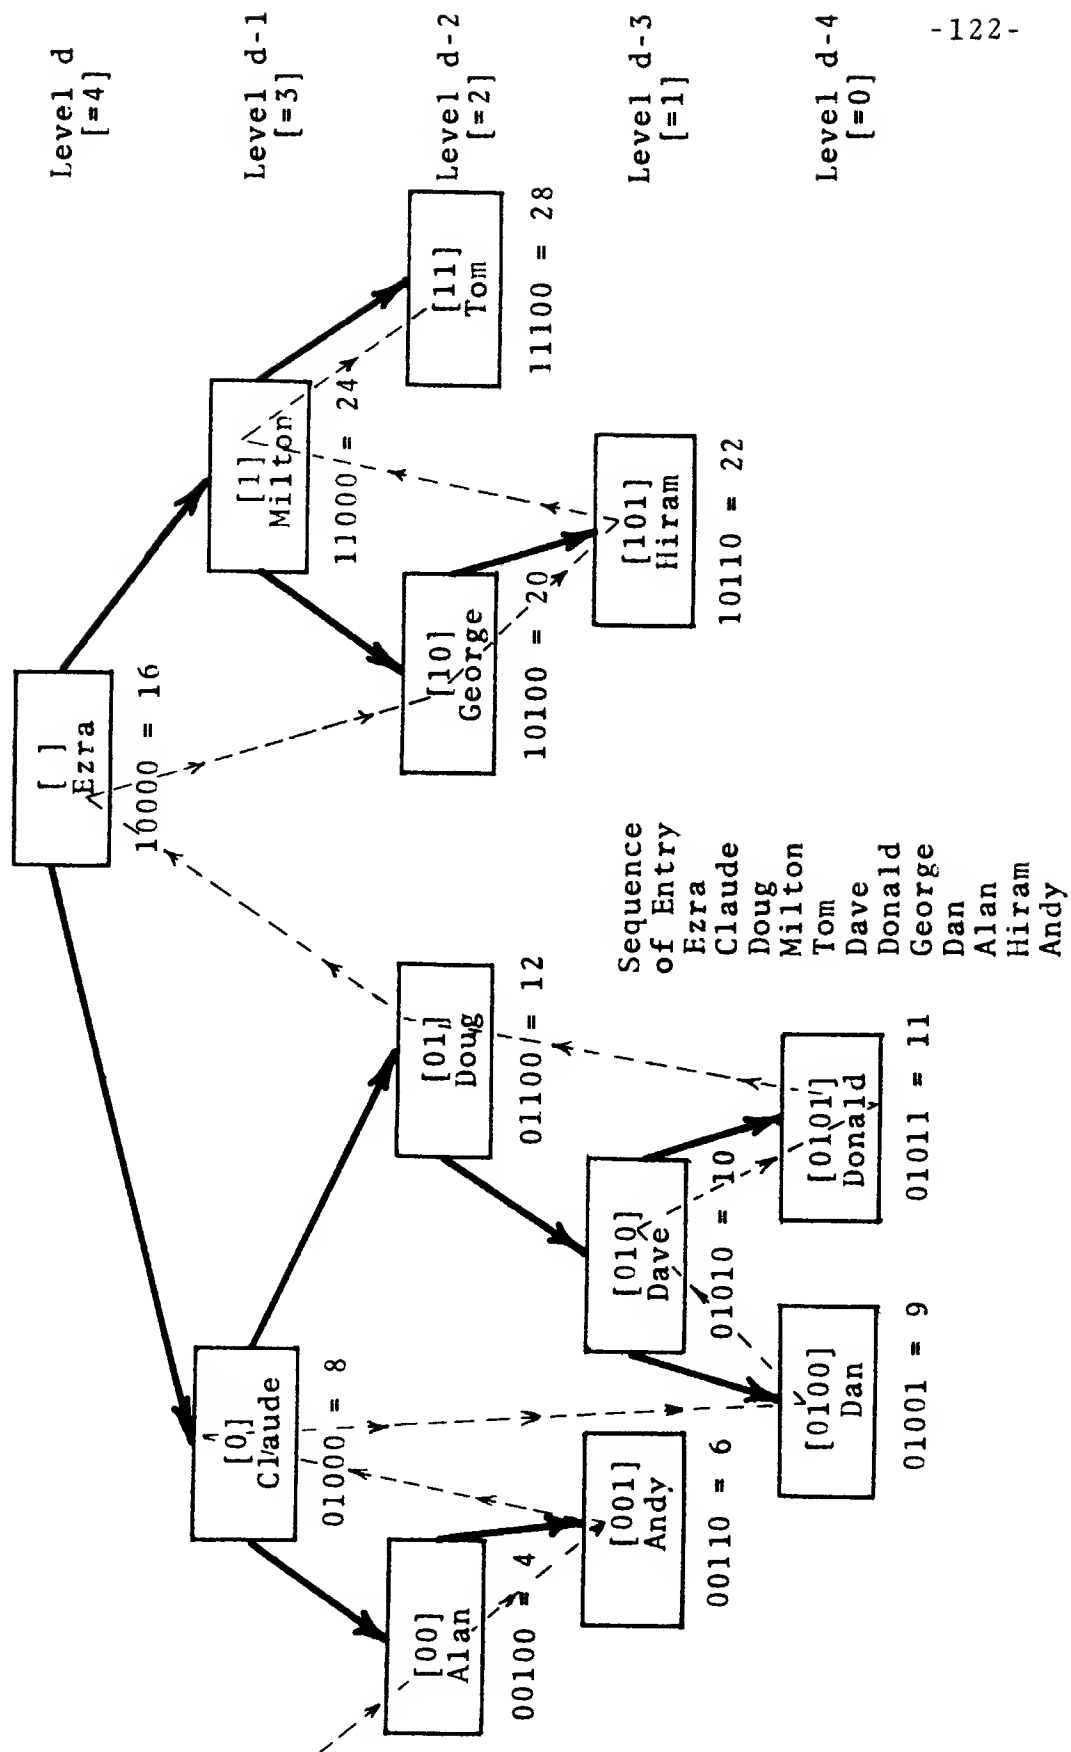 -122-
Level d
[=4]
Level d-1
[=3]
Level d-2
[=2]
Level d-3
[=1]
Level d-4
[=0]
[ ]
Ezra
10000 = 16
[0]
Claude
01000 = 8
[1]
Milton
11000 = 24
[00]
Alan
00100 = 4
[01]
Doug
01100 = 12
[10]
George
10100 = 20
[11]
Tom
11100 = 28
[001]
Andy
00110 = 6
[010]
Dave
01010 = 10
[101]
Hiram
10110 = 22
[0100]
Dan
01001 = 9
[0101]
Donald
01011 = 11
Sequence
of Entry
Ezra
Claude
Doug
Milton
Tom
Dave
Donald
George
Dan
Alan
Hiram
Andy